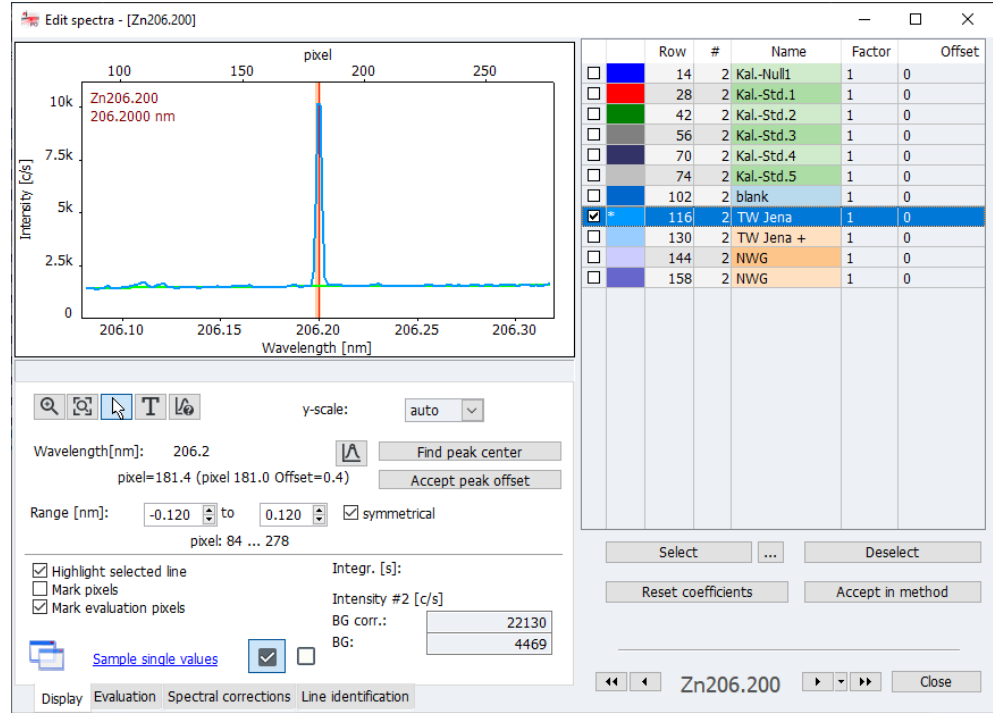 Edit spectra - [Zn206.200]
pixel
100 150 200 250
Zn206.200
206.2000 nm
10k
7.5k
5k
2.5k
0
Intensity [c/s]
206.10 206.15 206.20 206.25 206.30
Wavelength [nm]
y-scale: auto
Wavelength[nm]: 206.2 Find peak center
pixel=181.4 (pixel 181.0 Offset=0.4) Accept peak offset
Range [nm]: -0.120 to 0.120 symmetrical
pixel: 84 ... 278
Highlight selected line
Mark pixels
Mark evaluation pixels
Integr. [s]:
Intensity #2 [c/s]
BG corr.: 22130
BG: 4469
Sample single values
Display Evaluation Spectral corrections Line identification
Row # Name Factor Offset
14 2 Kal.-Null1 1 0
28 2 Kal.-Std.1 1 0
42 2 Kal.-Std.2 1 0
56 2 Kal.-Std.3 1 0
70 2 Kal.-Std.4 1 0
74 2 Kal.-Std.5 1 0
102 2 blank 1 0
* 116 2 TW Jena 1 0
130 2 TW Jena + 1 0
144 2 NWG 1 0
158 2 NWG 1 0
Select ... Deselect
Reset coefficients Accept in method
Zn206.200 Close